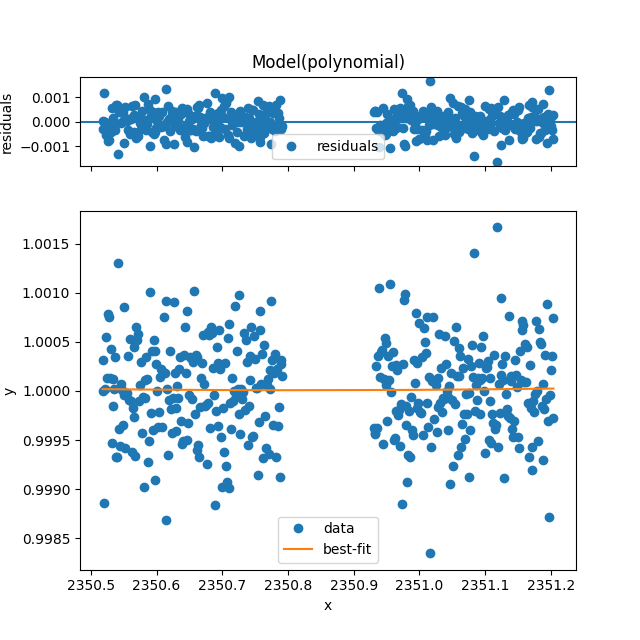 Model(polynomial)
residuals
0.001
0.000
−0.001
residuals
y
1.0015
1.0010
1.0005
1.0000
0.9995
0.9990
0.9985
data
best-fit
2350.5 2350.6 2350.7 2350.8 2350.9 2351.0 2351.1 2351.2
x